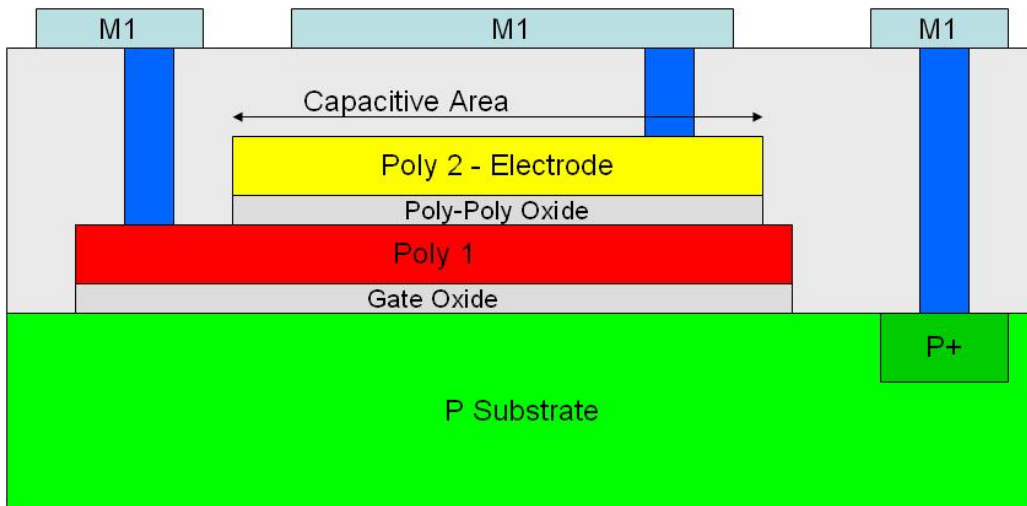 M1
M1
M1
Capacitive Area
Poly 2 - Electrode
Poly-Poly Oxide
Poly 1
Gate Oxide
P+
P Substrate